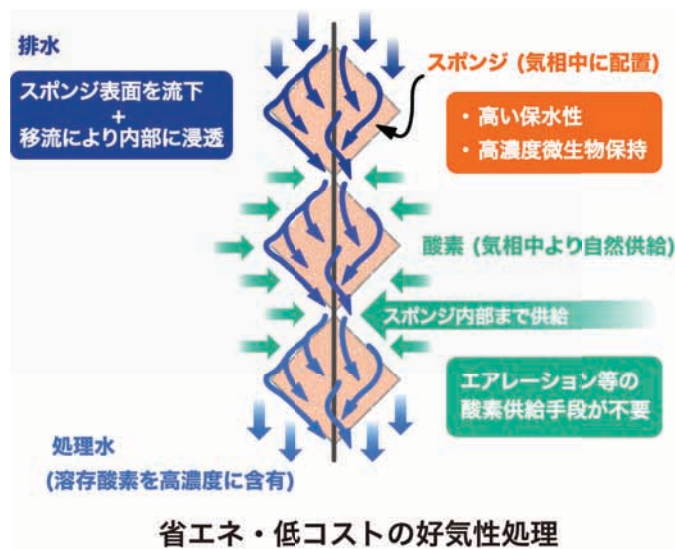 排水
スポンジ表面を流下
+
移流により内部に浸透
スポンジ (気相中に配置)
・高い保水性
・高濃度微生物保持
酸素 (気相中より自然供給)
スポンジ内部まで供給
エアレーション等の
酸素供給手段が不要
処理水
(溶存酸素を高濃度に含有)
省エネ・低コストの好気性処理